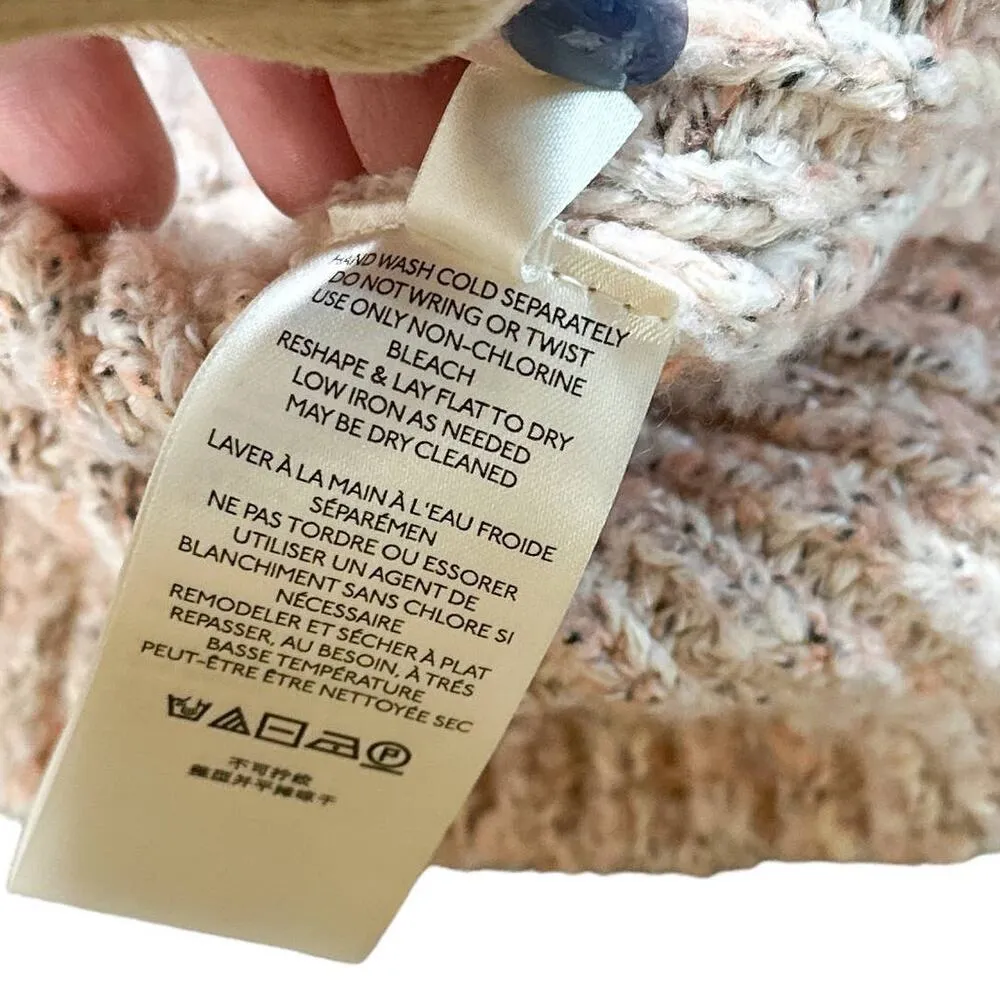 HAND WASH COLD SEPARATELY
DO NOT WRING OR TWIST
USE ONLY NON-CHLORINE
BLEACH
RESHAPE & LAY FLAT TO DRY
LOW IRON AS NEEDED
MAY BE DRY CLEANED
LAVER À LA MAIN À L'EAU FROIDE
SÉPARÉMEN
NE PAS TORDRE OU ESSORER
UTILISER UN AGENT DE
BLANCHIMENT SANS CHLORE SI
NÉCESSAIRE
REMODELER ET SÉCHER À PLAT
REPASSER, AU BESOIN, À TRÉS
BASSE TEMPÉRATURE
PEUT-ÊTRE ÊTRE NETTOYÉE SEC
P
不可拧绞